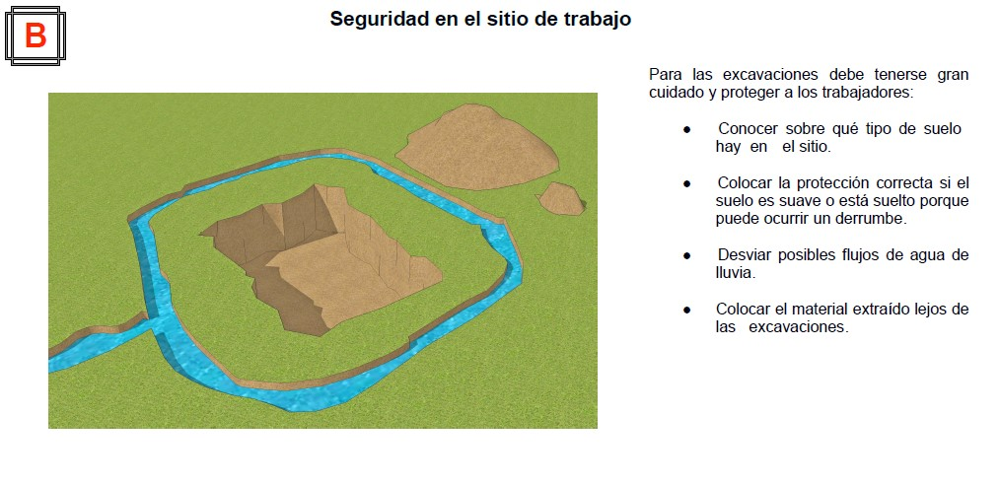 B
Seguridad en el sitio de trabajo
Para las excavaciones debe tenerse gran
cuidado y proteger a los trabajadores:
● Conocer sobre qué tipo de suelo
hay en el sitio.
● Colocar la protección correcta si el
suelo es suave o está suelto porque
puede ocurrir un derrumbe.
● Desviar posibles flujos de agua de
lluvia.
● Colocar el material extraído lejos de
las excavaciones.